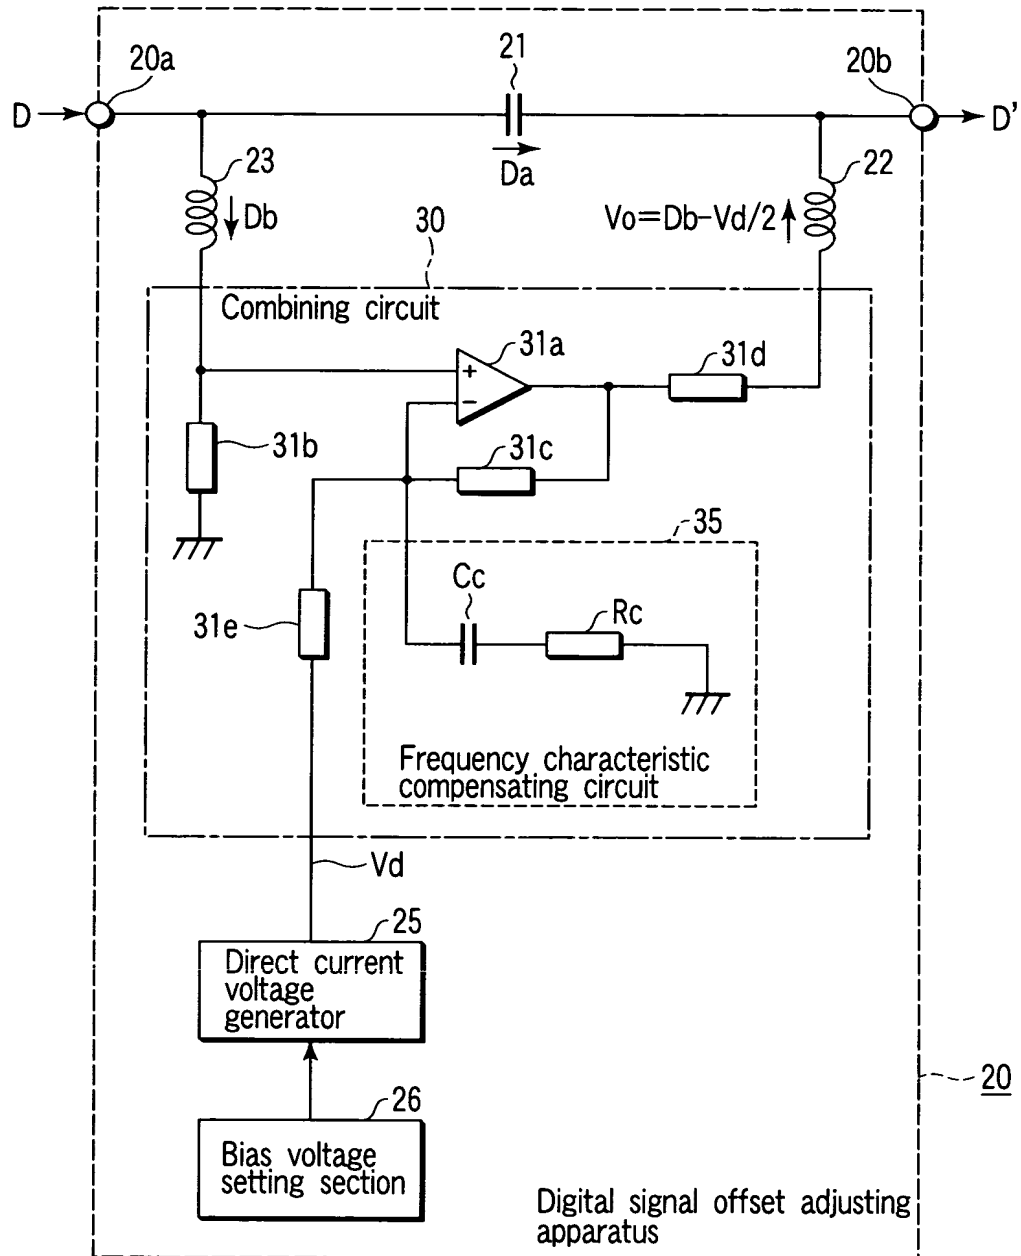 21
20a
20b
D
D'
Da
23
22
Db
Vo=Db-Vd/2
30
Combining circuit
31a
31d
+
−
31b
31c
35
Cc
Rc
31e
Frequency characteristic
compensating circuit
Vd
25
Direct current
voltage
generator
20
26
Bias voltage
setting section
Digital signal offset adjusting
apparatus